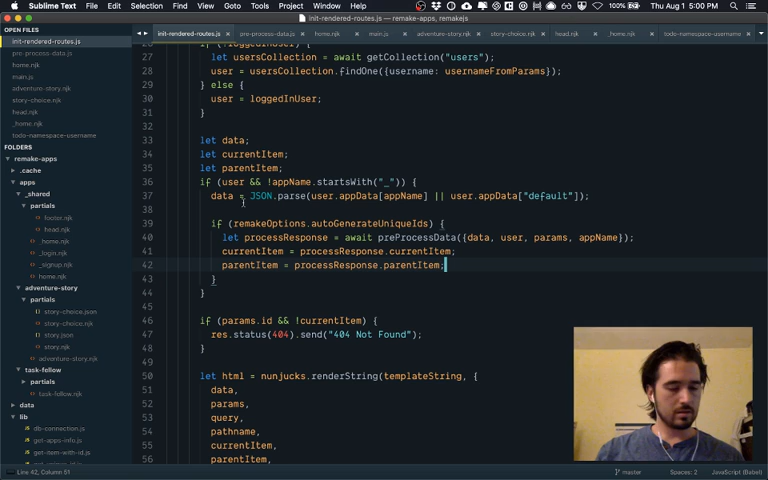 Sublime Text File Edit Selection Find View Goto Tools Project Window Help 100% Thu Aug 1 5:00 PM
init-rendered-routes.js — remake-apps, remakejs
OPEN FILES
init-rendered-routes.js
pre-process-data.js
home.njk
main.js
adventure-story.njk
story-choice.njk
head.njk
_home.njk
todo-namespace-username
FOLDERS
remake-apps
.cache
apps
_shared
partials
footer.njk
head.njk
_home.njk
_login.njk
_signup.njk
home.njk
adventure-story
partials
story-choice.json
story-choice.njk
story.json
story.njk
adventure-story.njk
task-follow
partials
task-follow.njk
data
lib
db-connection.js
get-apps-info.js
get-item-with-id.js
init-rendered-routes.js pre-process-data.js home.njk main.js adventure-story.njk story-choice.njk head.njk _home.njk todo-namespace-username
27 let usersCollection = await getCollection("users");
28 user = usersCollection.findOne({username: usernameFromParams});
29 } else {
30 user = loggedInUser;
31 }
32
33 let data;
34 let currentItem;
35 let parentItem;
36 if (user && !appName.startsWith("_")) {
37 data = JSON.parse(user.appData[appName] || user.appData["default"]);
38
39 if (remakeOptions.autoGenerateUniqueIds) {
40 let processResponse = await preProcessData({data, user, params, appName});
41 currentItem = processResponse.currentItem;
42 parentItem = processResponse.parentItem;
43 }
44 }
45
46 if (params.id && !currentItem) {
47 res.status(404).send("404 Not Found");
48 }
49
50 let html = nunjucks.renderString(templateString, {
51 data,
52 params,
53 query,
54 pathname,
55 currentItem,
56 parentItem,
Line 42, Column 51 master Spaces: 2 JavaScript (Babel)